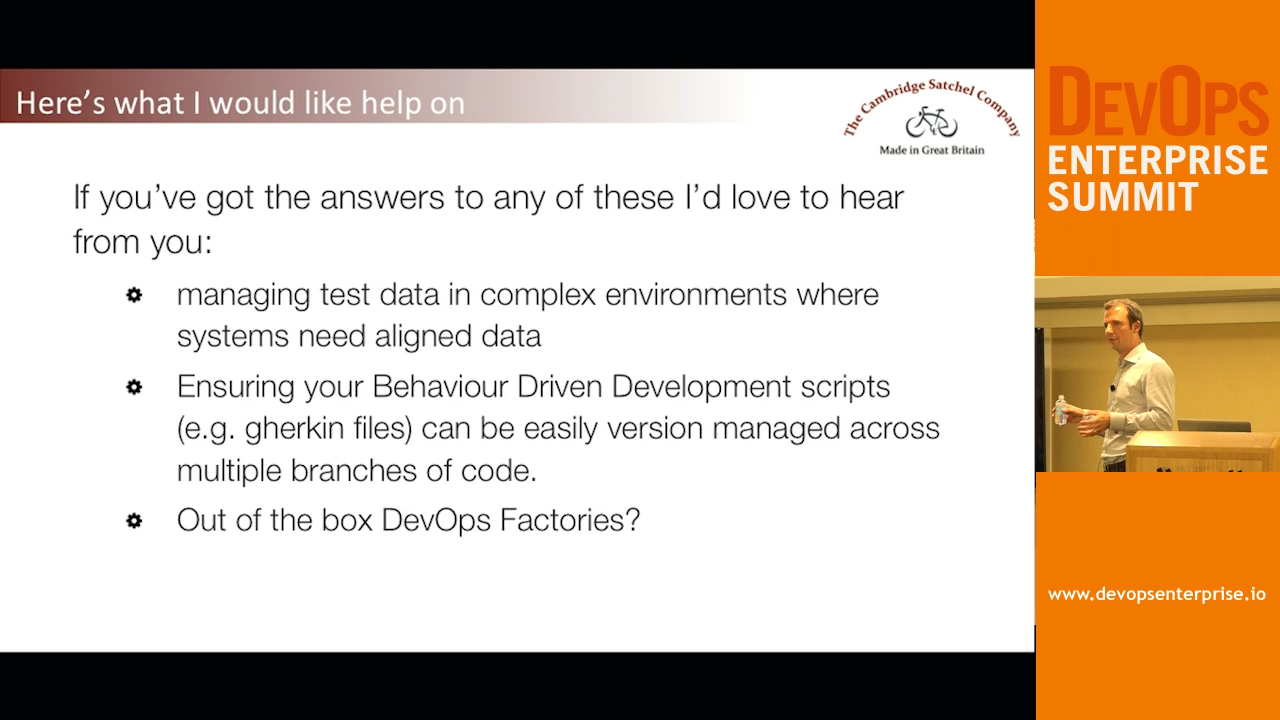 Here's what I would like help on
The Cambridge Satchel Company
Made in Great Britain
If you've got the answers to any of these I'd love to hear
from you:
managing test data in complex environments where
systems need aligned data
Ensuring your Behaviour Driven Development scripts
(e.g. gherkin files) can be easily version managed across
multiple branches of code.
Out of the box DevOps Factories?
DEVOPS
ENTERPRISE
SUMMIT
www.devopsenterprise.io